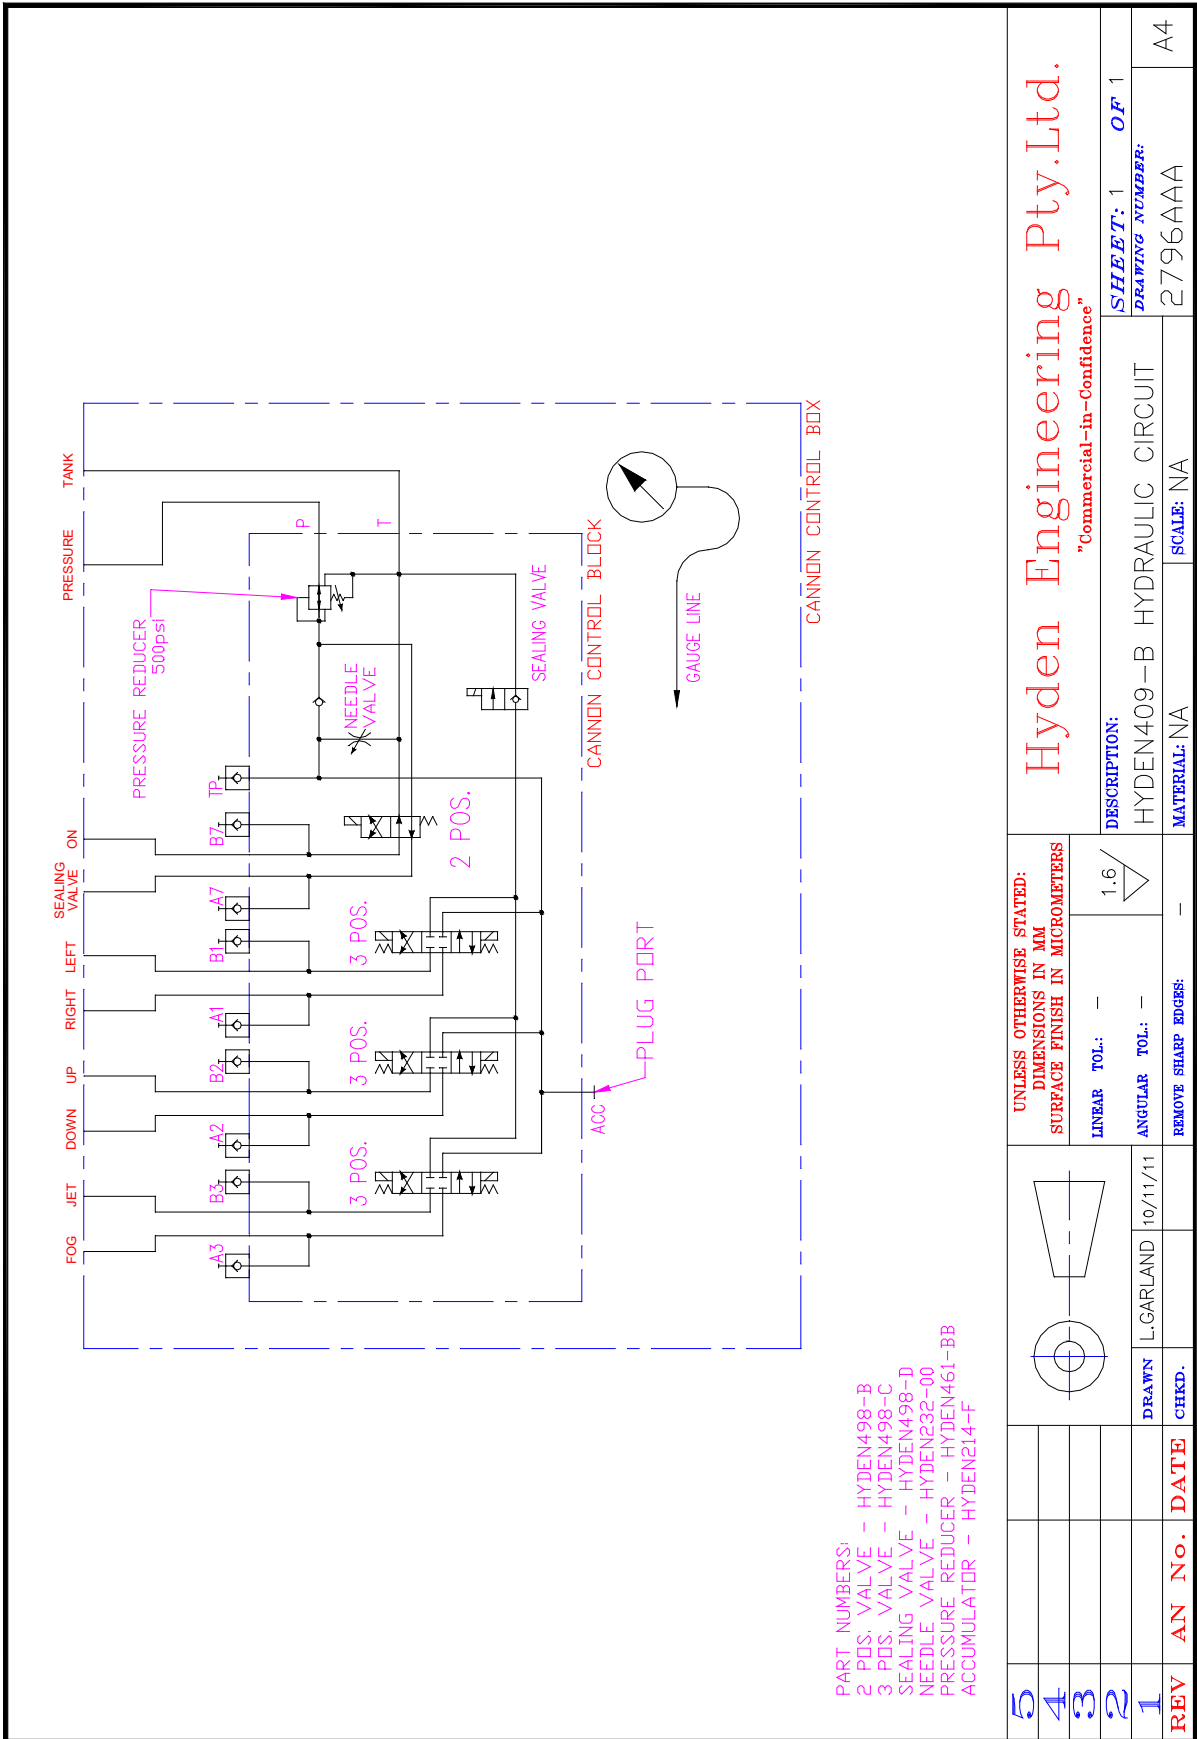 FOG
JET
DOWN
UP
RIGHT
LEFT
SEALING
VALVE
ON
PRESSURE
TANK
PRESSURE REDUCER
500psi
A3
B3
A2
B2
A1
B1
A7
B7
TP
P
T
NEEDLE
VALVE
3 POS.
3 POS.
3 POS.
2 POS.
SEALING VALVE
ACC
PLUG PORT
CANNON CONTROL BLOCK
GAUGE LINE
CANNON CONTROL BOX
PART NUMBERS:
2 POS. VALVE - HYDEN498-B
3 POS. VALVE - HYDEN498-C
SEALING VALVE - HYDEN498-D
NEEDLE VALVE - HYDEN232-00
PRESSURE REDUCER - HYDEN461-BB
ACCUMULATOR - HYDEN214-F
5
4
3
2
1
REV AN No. DATE
DRAWN L.GARLAND 10/11/11
CHKD.
UNLESS OTHERWISE STATED:
DIMENSIONS IN MM
SURFACE FINISH IN MICROMETERS
LINEAR TOL.: -
1.6
ANGULAR TOL.: -
REMOVE SHARP EDGES: -
Hyden Engineering Pty.Ltd.
"Commercial-in-Confidence"
DESCRIPTION:
HYDEN409-B HYDRAULIC CIRCUIT
MATERIAL: NA
SCALE: NA
SHEET: 1 OF 1
DRAWING NUMBER:
2796AAA
A4